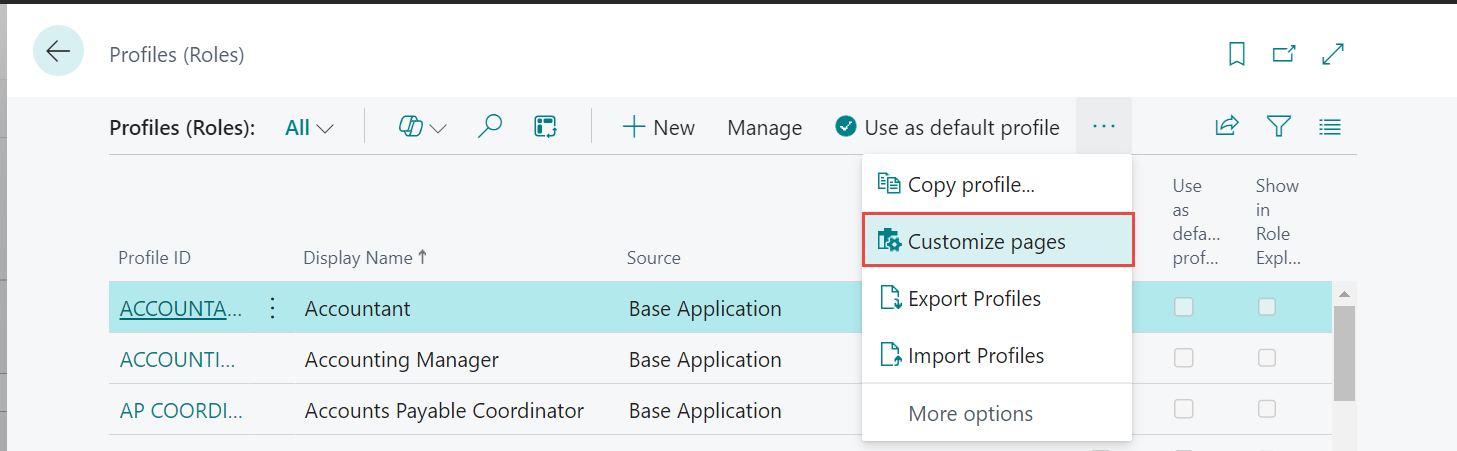 Profiles (Roles)
Profiles (Roles): All New Manage Use as default profile ...
Copy profile...
Customize pages
Export Profiles
Import Profiles
More options
Profile ID Display Name Source
Use
as
defa...
prof...
Show
in
Role
Expl...
ACCOUNTA... Accountant Base Application
ACCOUNTI... Accounting Manager Base Application
AP COORDI... Accounts Payable Coordinator Base Application